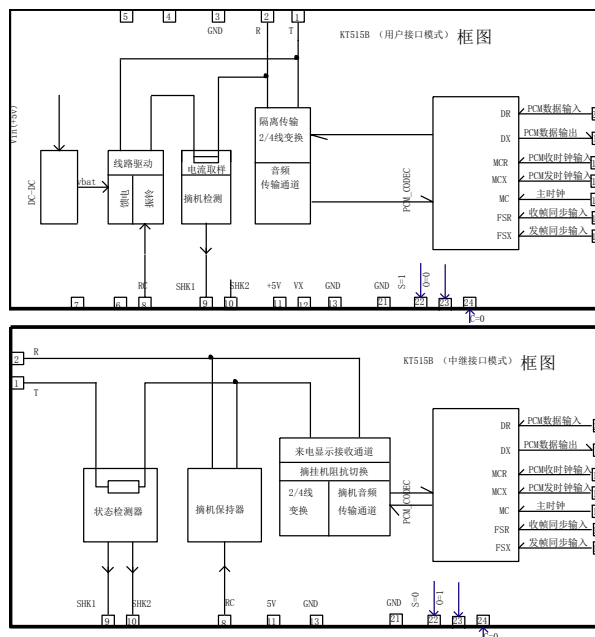 5 4 3 2 1
GND R T
KT515B (用户接口模式) 框图
Vin(+5v)
DC-DC
vbat
线路驱动
馈电
振铃
电流取样
摘机检测
隔离传输
2/4线变换
音频
传输通道
PCM_CODEC
DR PCM数据输入
DX PCM数据输出
MCR PCM收时钟输入
MCX PCM发时钟输入
MC 主时钟
FSR 收帧同步输入
FSX 发帧同步输入
RC SHK1 SHK2 +5V VX GND GND S=1 O=0
7 6 8 9 10 11 12 13 21 22 23 24
C=0
2 R
1
T
KT515B (中继接口模式) 框图
来电显示接收通道
摘挂机阻抗切换
2/4线
变换
摘机音频
传输通道
状态检测器
摘机保持器
PCM_CODEC
DR PCM数据输入
DX PCM数据输出
MCR PCM收时钟输入
MCX PCM发时钟输入
MC 主时钟
FSR 收帧同步输入
FSX 发帧同步输入
SHK1 SHK2 RC 5V GND GND S=0 O=1
9 10 8 11 13 21 22 23 24
C=0